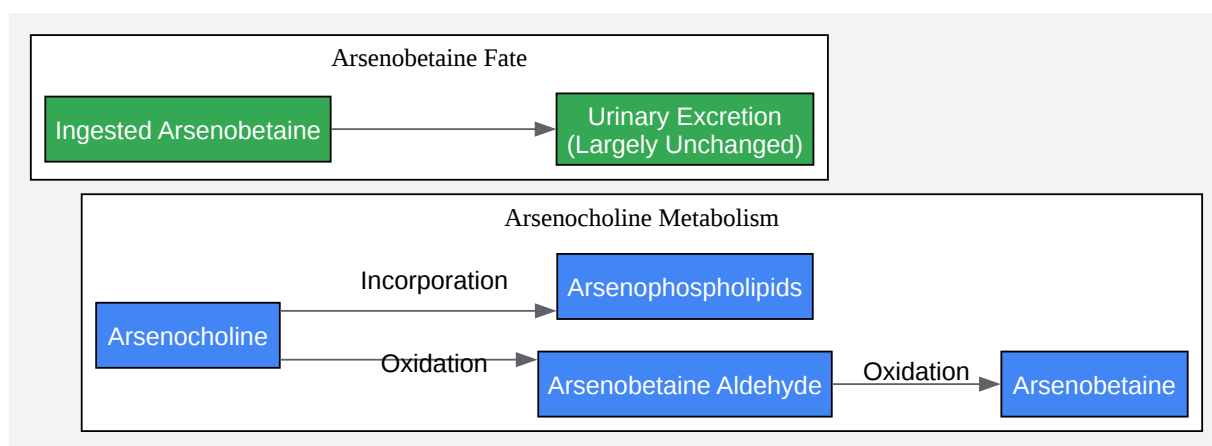 Arsenobetaine Fate
Ingested Arsenobetaine
Urinary Excretion
(Largely Unchanged)
Arsenocholine Metabolism
Incorporation
Arsenophospholipids
Arsenocholine
Oxidation
Arsenobetaine Aldehyde
Oxidation
Arsenobetaine